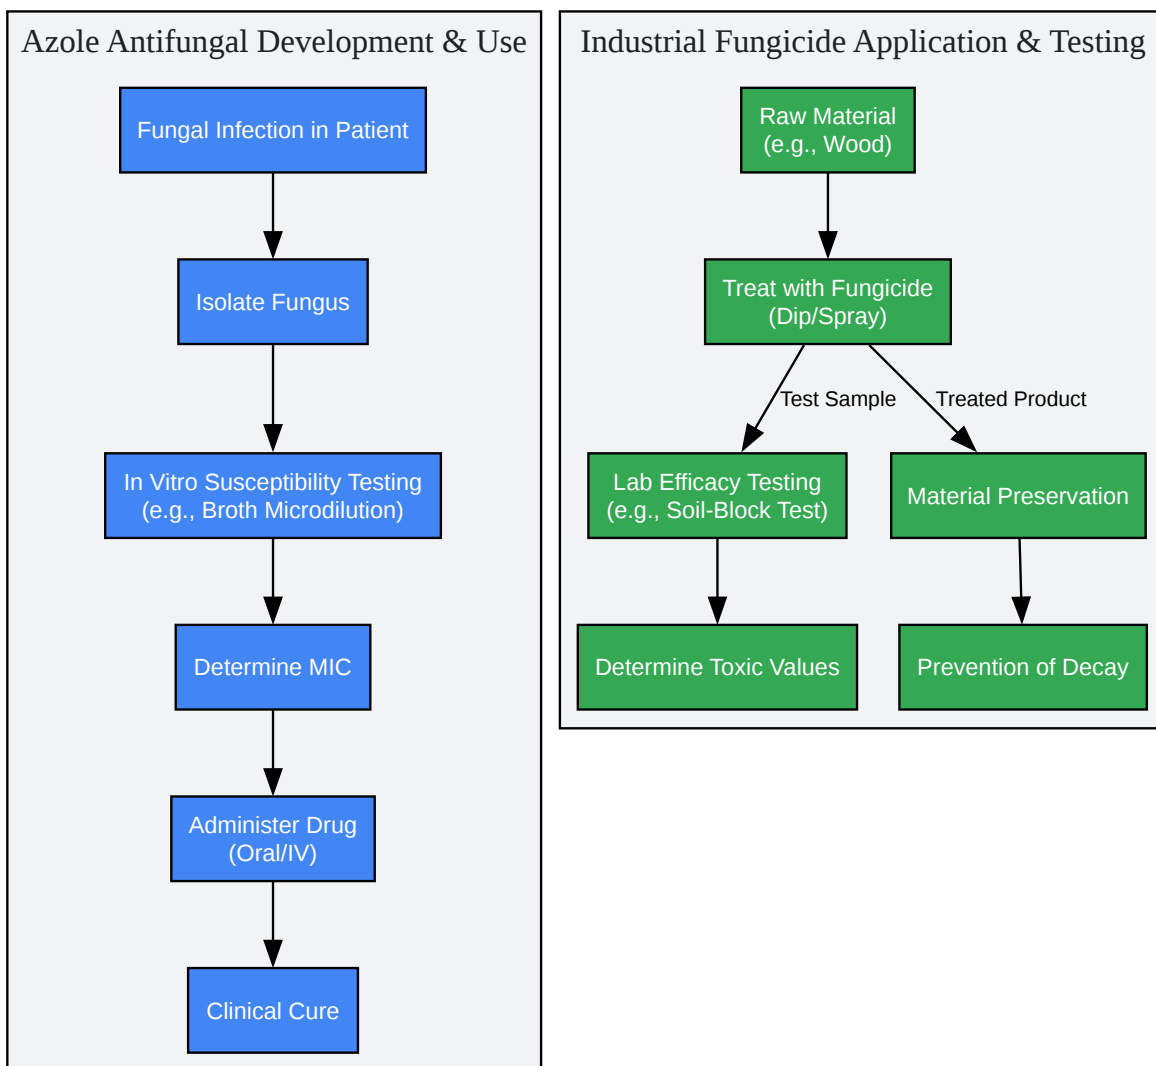 Azole Antifungal Development & Use
Fungal Infection in Patient
Isolate Fungus
In Vitro Susceptibility Testing
(e.g., Broth Microdilution)
Determine MIC
Administer Drug
(Oral/IV)
Clinical Cure
Industrial Fungicide Application & Testing
Raw Material
(e.g., Wood)
Treat with Fungicide
(Dip/Spray)
Test Sample
Treated Product
Lab Efficacy Testing
(e.g., Soil-Block Test)
Material Preservation
Determine Toxic Values
Prevention of Decay